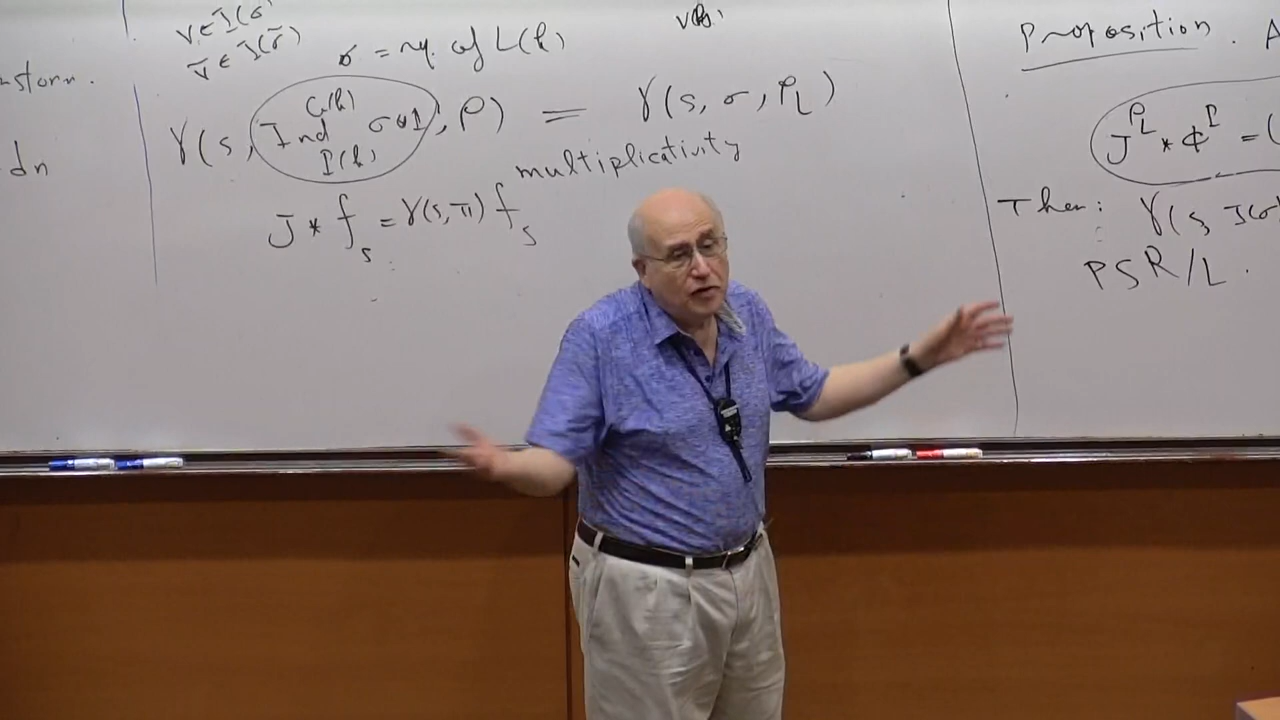 nsform.
dn
v ∈ I(σ)
ṽ ∈ I(σ̃)
σ = rep. of L(k)
γ(s, Ind_{P(k)}^{G(k)} σ⊗1, ρ) = γ(s, σ, ρ_L)
multiplicativity
J * f_s = γ(s, π) f_s
Proposition. A
J^{ρ_L} * Φ^P = (
Then: γ(s, I(σ
PSR/L.